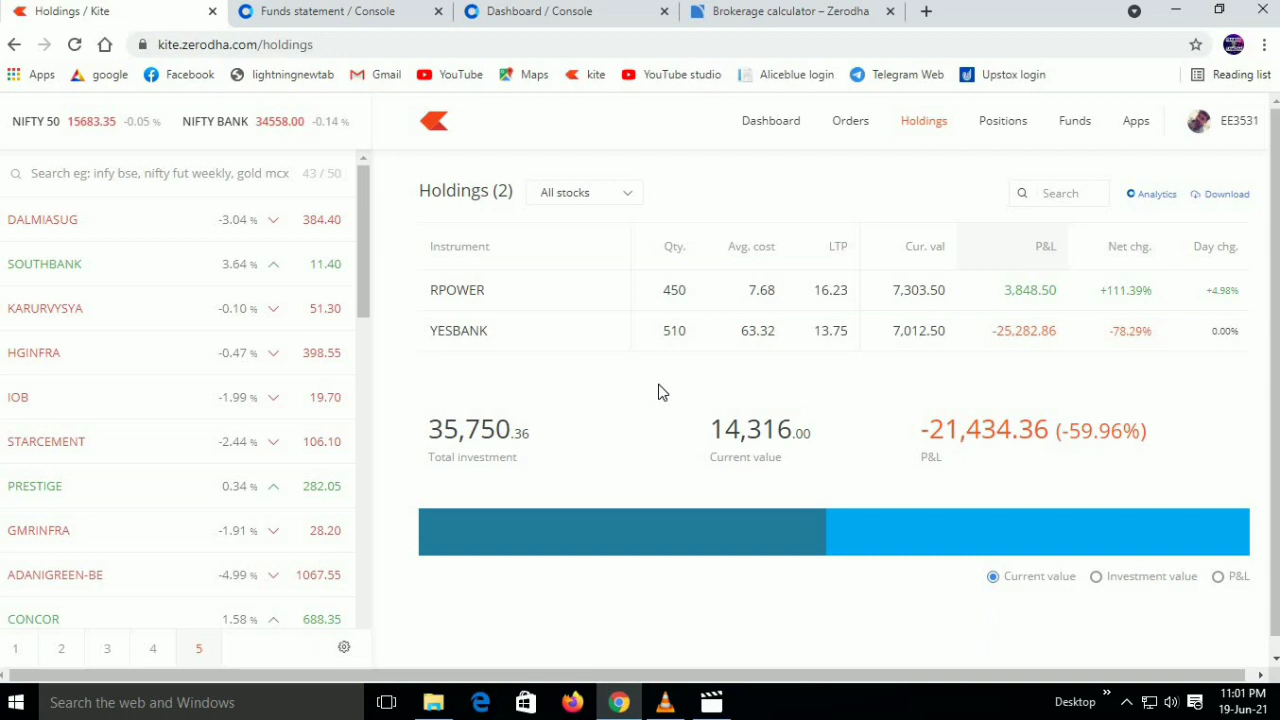 Holdings / Kite
Funds statement / Console
Dashboard / Console
Brokerage calculator – Zerodha
kite.zerodha.com/holdings
Apps google Facebook lightningnewtab Gmail YouTube Maps kite YouTube studio Aliceblue login Telegram Web Upstox login Reading list
NIFTY 50 15683.35 -0.05 % NIFTY BANK 34558.00 -0.14 %
Dashboard Orders Holdings Positions Funds Apps EE3531
Search eg: infy bse, nifty fut weekly, gold mcx 43 / 50
DALMIASUG -3.04 % 384.40
SOUTHBANK 3.64 % 11.40
KARURVYSYA -0.10 % 51.30
HGINFRA -0.47 % 398.55
IOB -1.99 % 19.70
STARCEMENT -2.44 % 106.10
PRESTIGE 0.34 % 282.05
GMRINFRA -1.91 % 28.20
ADANIGREEN-BE -4.99 % 1067.55
CONCOR 1.58 % 688.35
1 2 3 4 5
Holdings (2) All stocks Search Analytics Download
Instrument Qty. Avg. cost LTP Cur. val P&L Net chg. Day chg.
RPOWER 450 7.68 16.23 7,303.50 3,848.50 +111.39% +4.98%
YESBANK 510 63.32 13.75 7,012.50 -25,282.86 -78.29% 0.00%
35,750.36 14,316.00 -21,434.36 (-59.96%)
Total investment Current value P&L
Current value Investment value P&L
Search the web and Windows
Desktop
11:01 PM
19-Jun-21